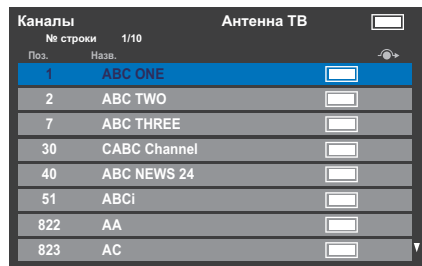 Каналы Антенна ТВ
№ строки 1/10
Поз. Назв.
1 ABC ONE
2 ABC TWO
7 ABC THREE
30 CABC Channel
40 ABC NEWS 24
51 ABCi
822 AA
823 AC